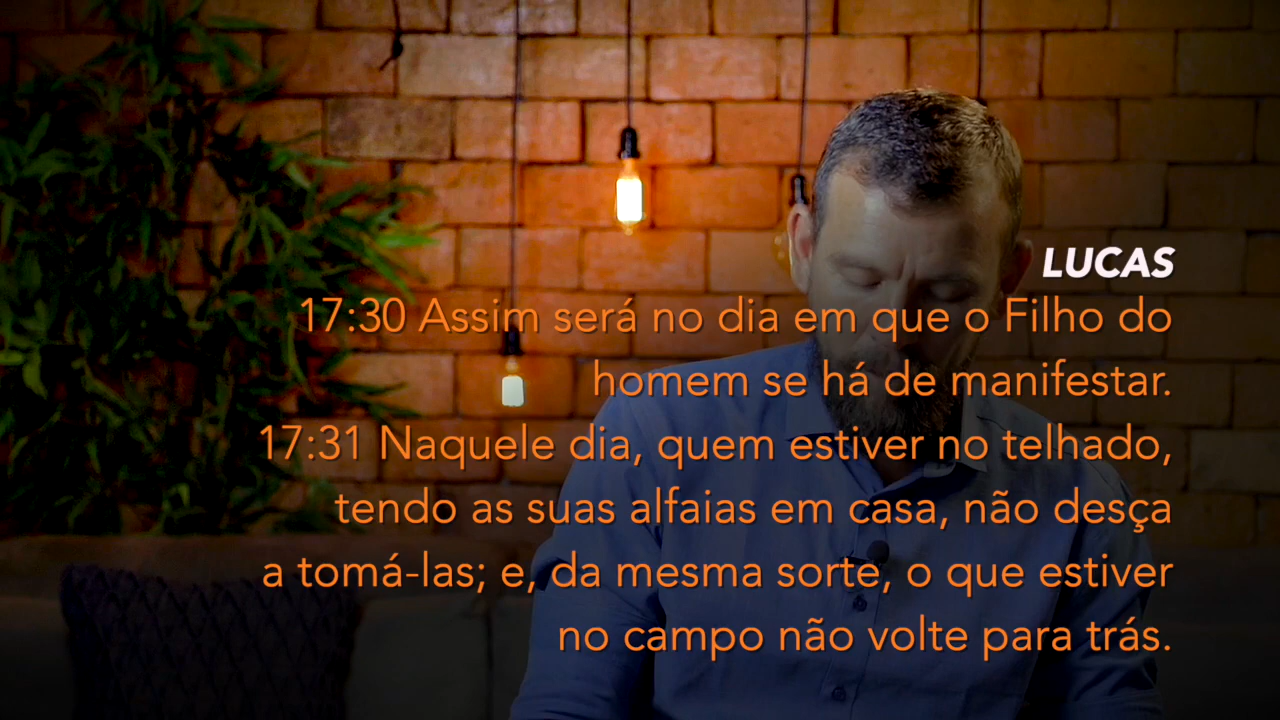 LUCAS
17:30 Assim será no dia em que o Filho do
homem se há de manifestar.
17:31 Naquele dia, quem estiver no telhado,
tendo as suas alfaias em casa, não desça
a tomá-las; e, da mesma sorte, o que estiver
no campo não volte para trás.